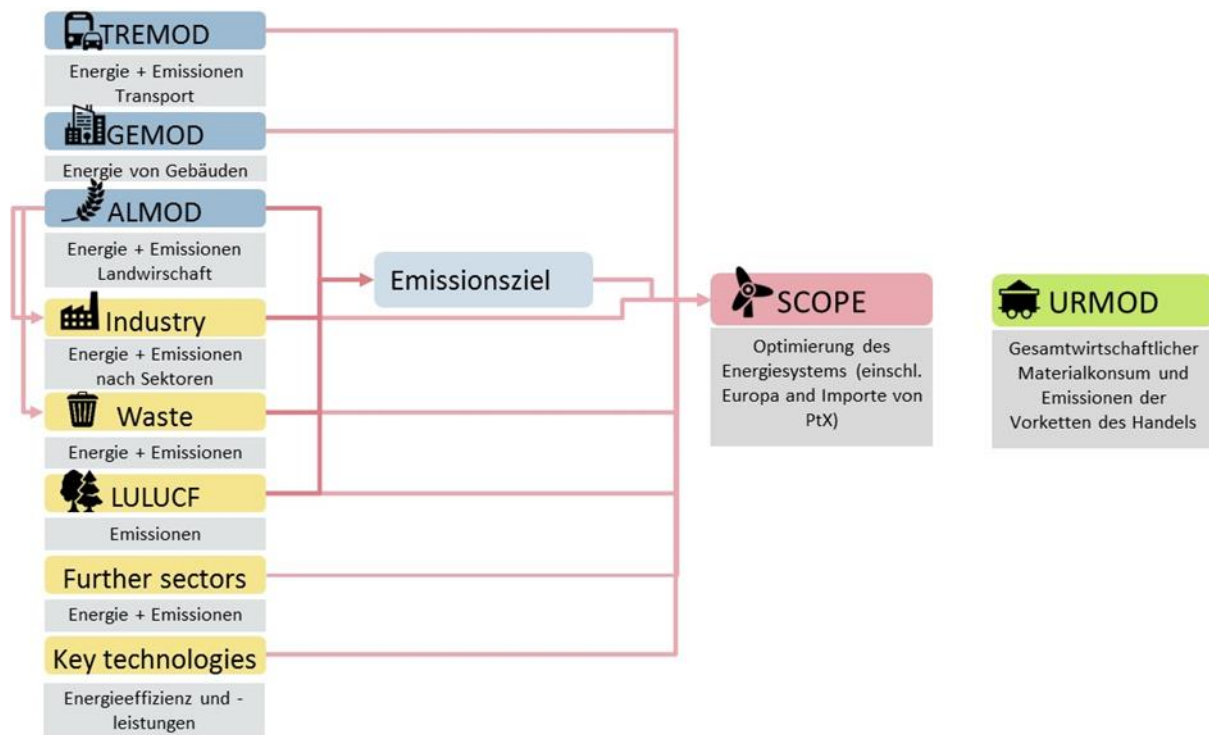 TREMOD
Energie + Emissionen
Transport
GEMOD
Energie von Gebäuden
ALMOD
Energie + Emissionen
Landwirschaft
Industry
Energie + Emissionen
nach Sektoren
Waste
Energie + Emissionen
LULUCF
Emissionen
Further sectors
Energie + Emissionen
Key technologies
Energieeffizienz und -
leistungen
Emissionsziel
SCOPE
Optimierung des
Energiesystems (einschl.
Europa and Importe von
PtX)
URMOD
Gesamtwirtschaftlicher
Materialkonsum und
Emissionen der
Vorketten des Handels